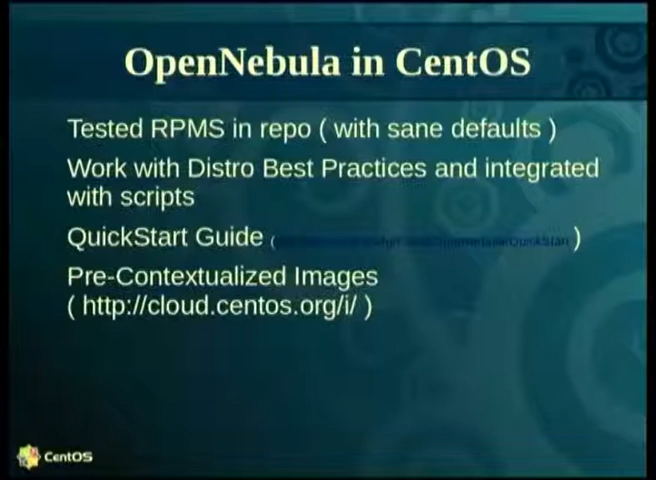 OpenNebula in CentOS
Tested RPMS in repo ( with sane defaults )
Work with Distro Best Practices and integrated
with scripts
QuickStart Guide ( )
Pre-Contextualized Images
( http://cloud.centos.org/i/ )
CentOS